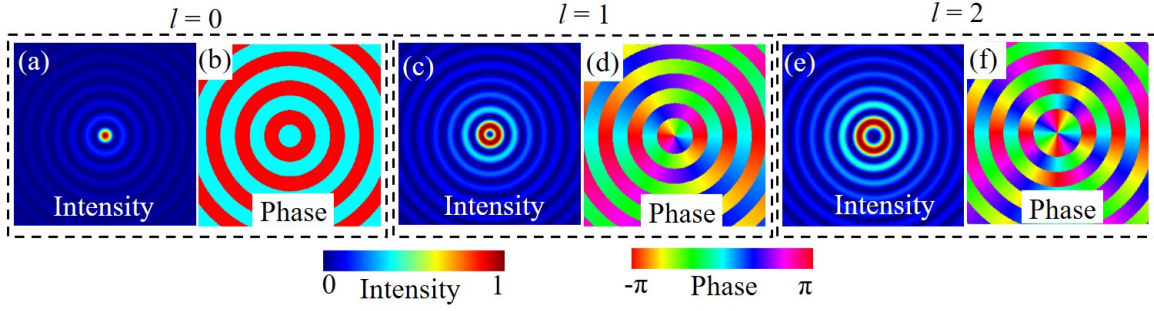 l = 0
l = 1
l = 2
(a)
(b)
(c)
(d)
(e)
(f)
Intensity
Phase
Intensity
Phase
Intensity
Phase
0
Intensity
1
-π
Phase
π